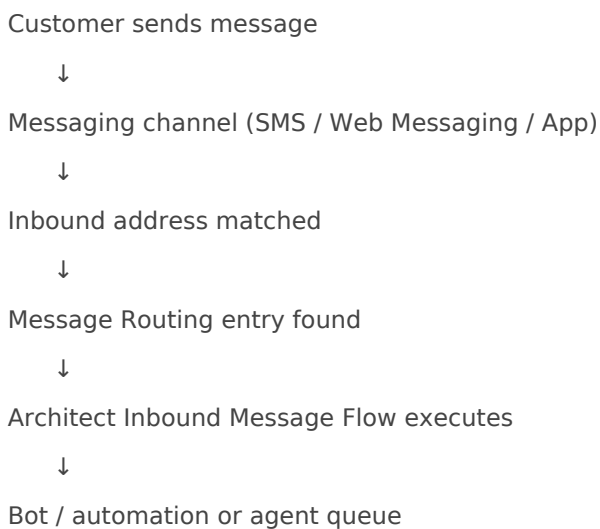 Customer sends message
↓
Messaging channel (SMS / Web Messaging / App)
↓
Inbound address matched
↓
Message Routing entry found
↓
Architect Inbound Message Flow executes
↓
Bot / automation or agent queue